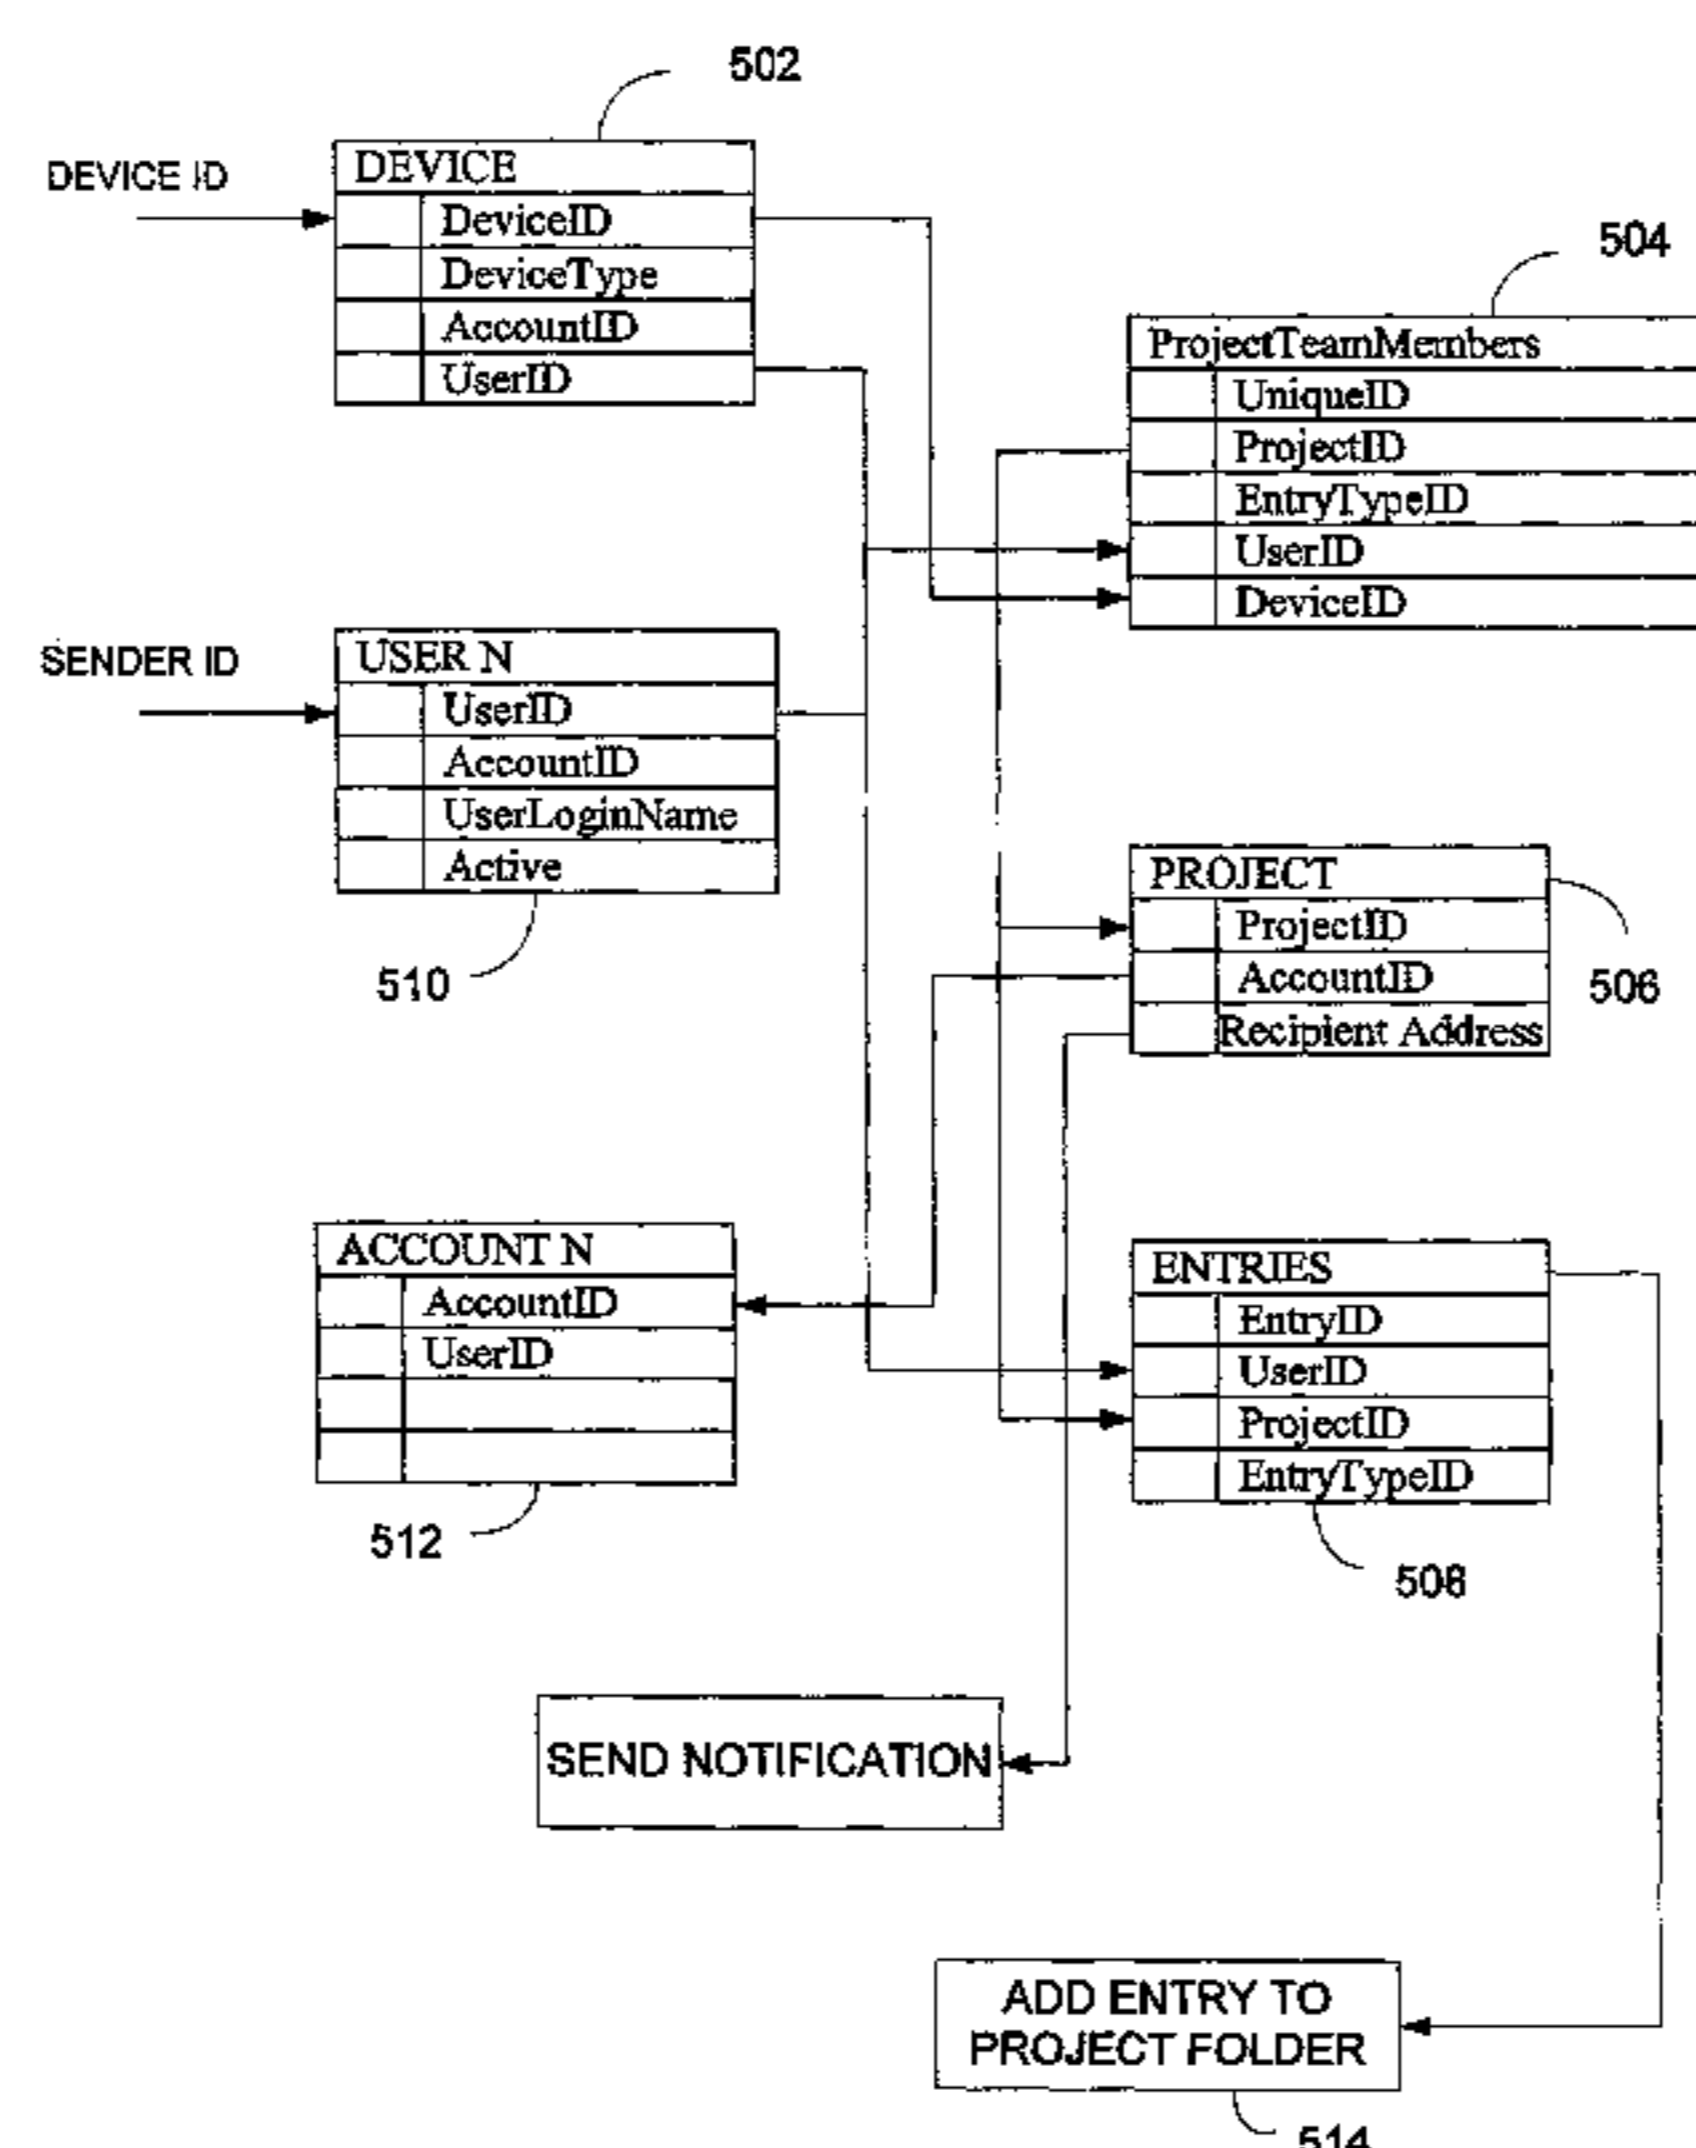 502
DEVICE ID
DEVICE
DeviceID
DeviceType
AccountID
UserID
504
ProjectTeamMembers
UniqueID
ProjectID
EntryTypeID
UserID
DeviceID
SENDER ID
USER N
UserID
AccountID
UserLoginName
Active
510
PROJECT
ProjectID
AccountID
Recipient Address
506
ACCOUNT N
AccountID
UserID
512
ENTRIES
EntryID
UserID
ProjectID
EntryTypeID
508
SEND NOTIFICATION
ADD ENTRY TO
PROJECT FOLDER
514